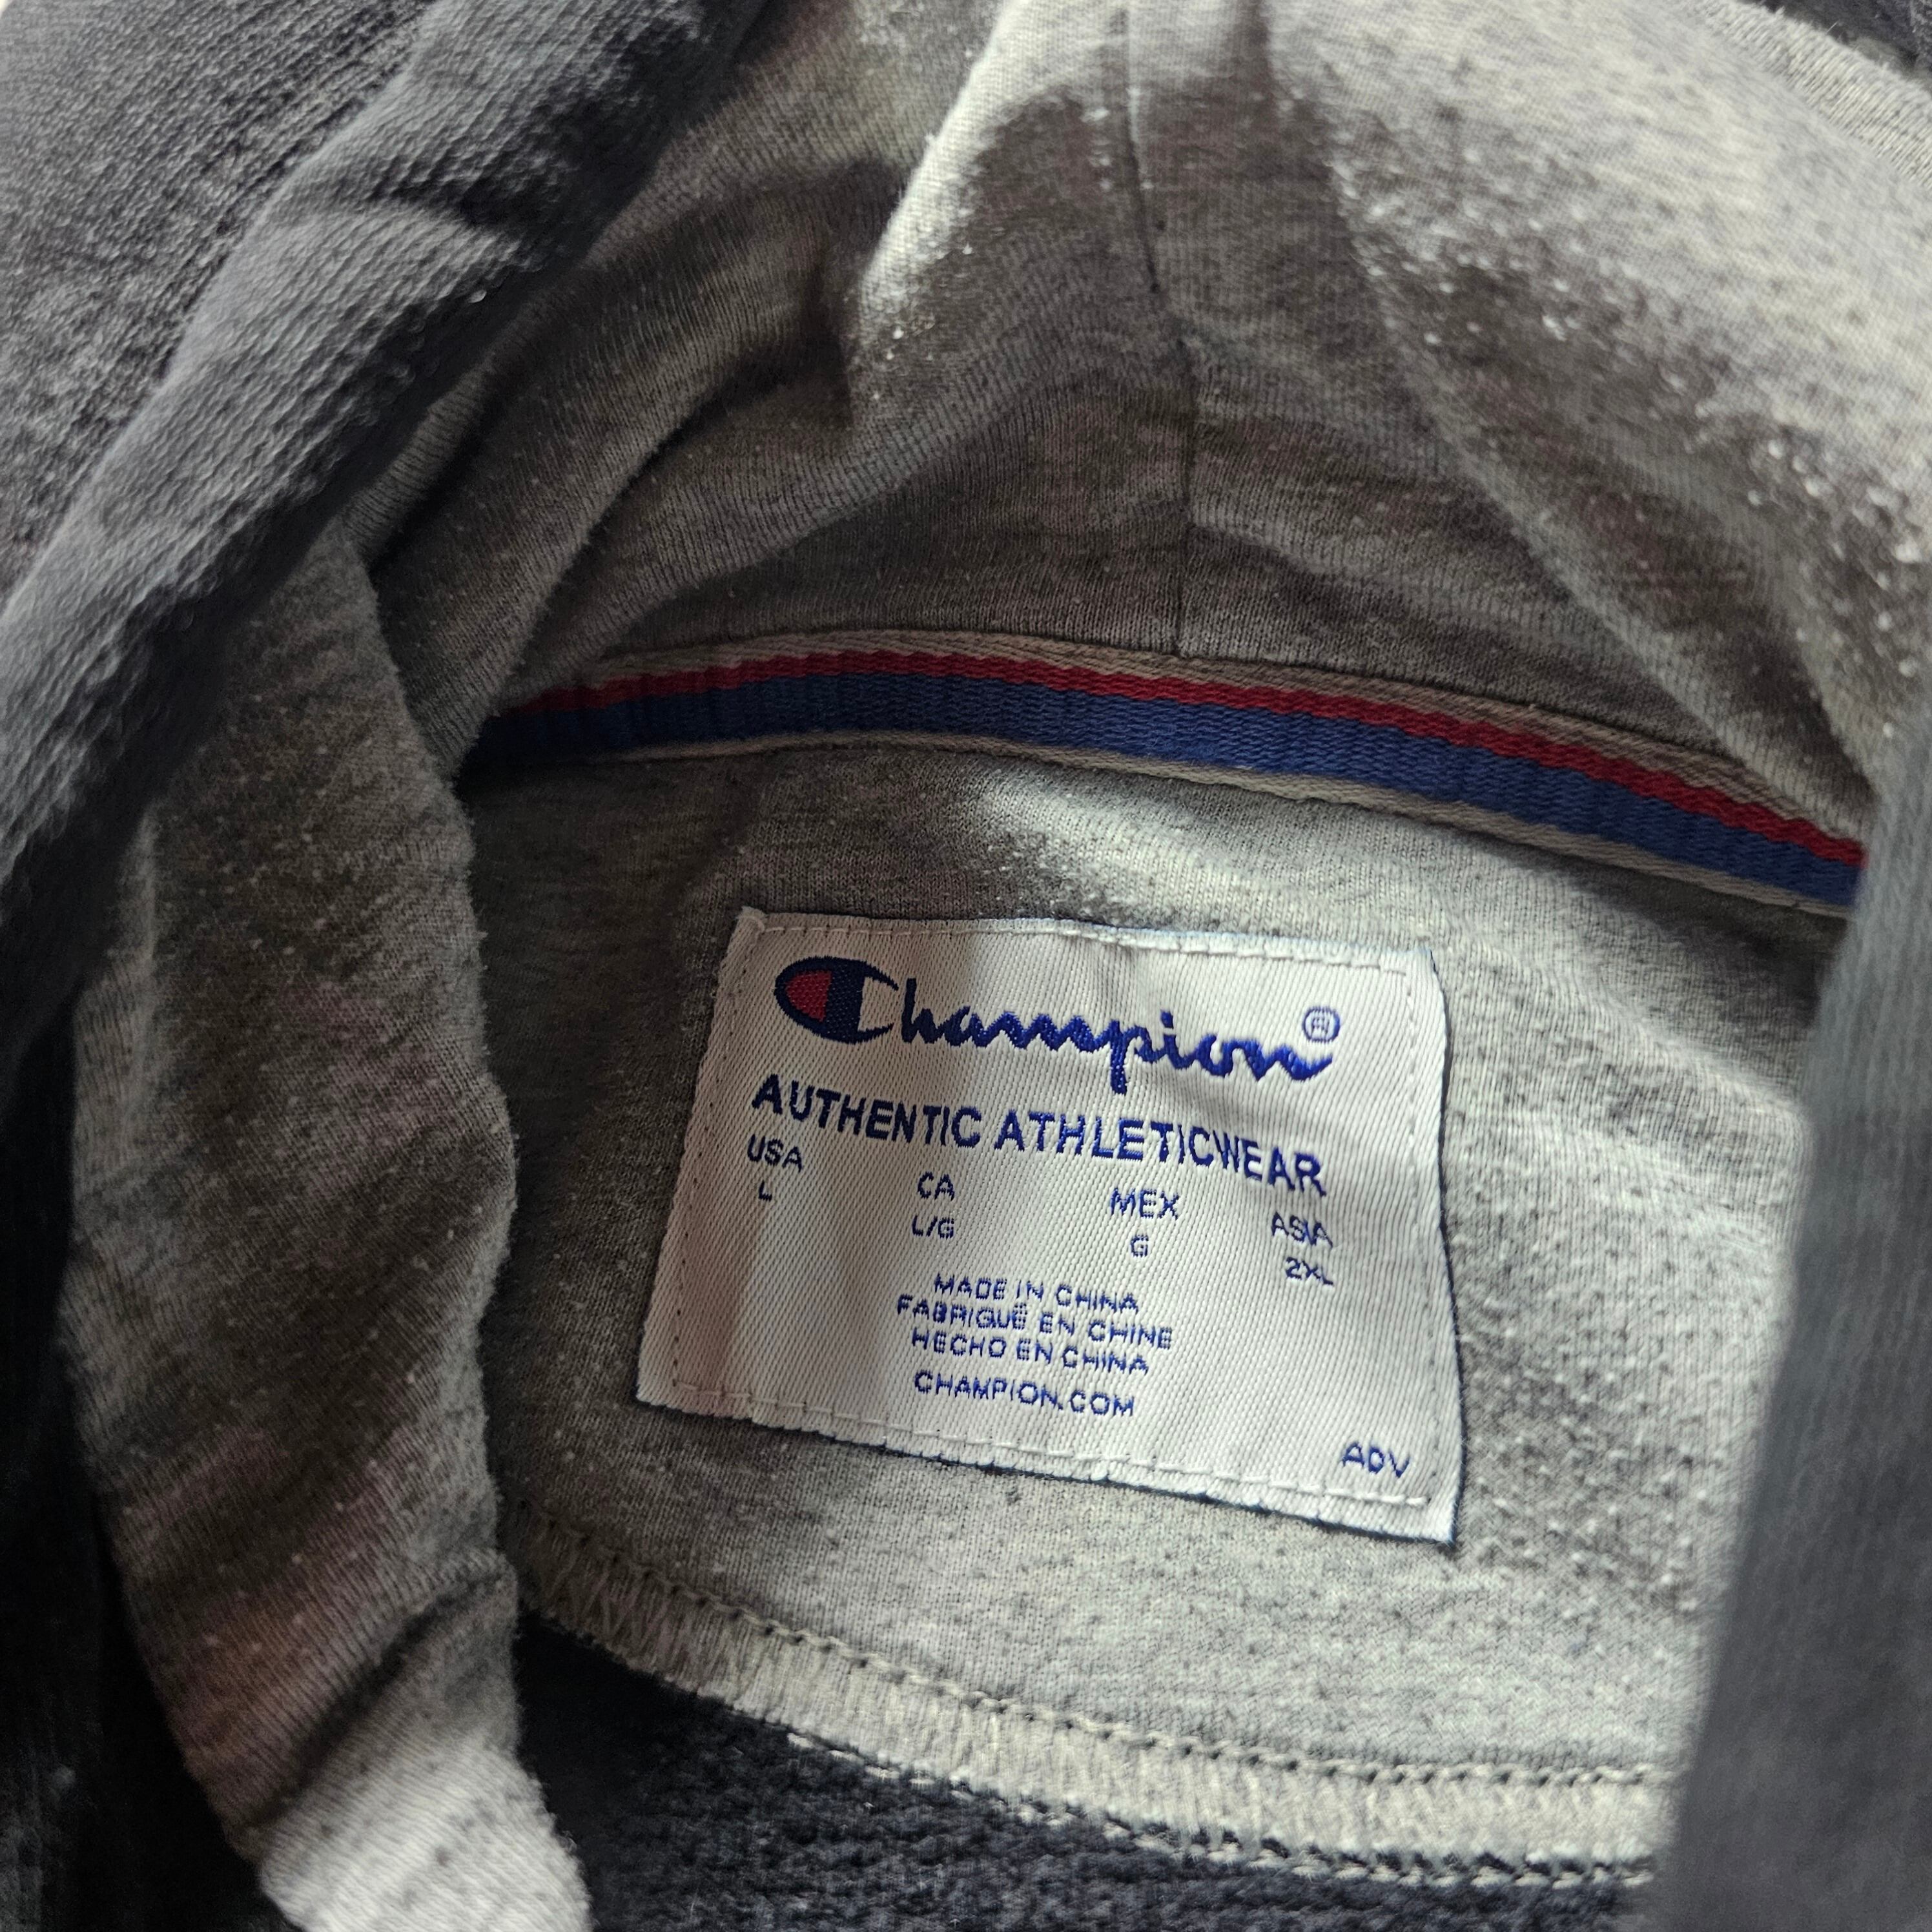 Champion®
AUTHENTIC ATHLETICWEAR
USA CA MEX ASIA
L L/G G 2XL
MADE IN CHINA
FABRIQUÉ EN CHINE
HECHO EN CHINA
CHAMPION.COM
ADV